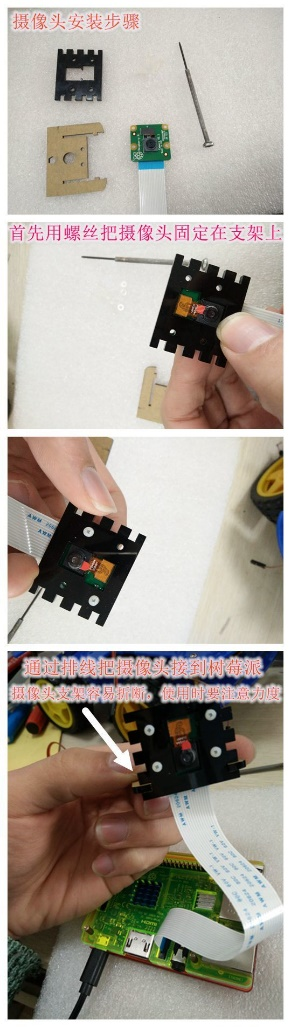 摄像头安装步骤
首先用螺丝把摄像头固定在支架上
通过排线把摄像头接到树莓派
摄像头支架容易折断，使用时要注意力度
HDMI